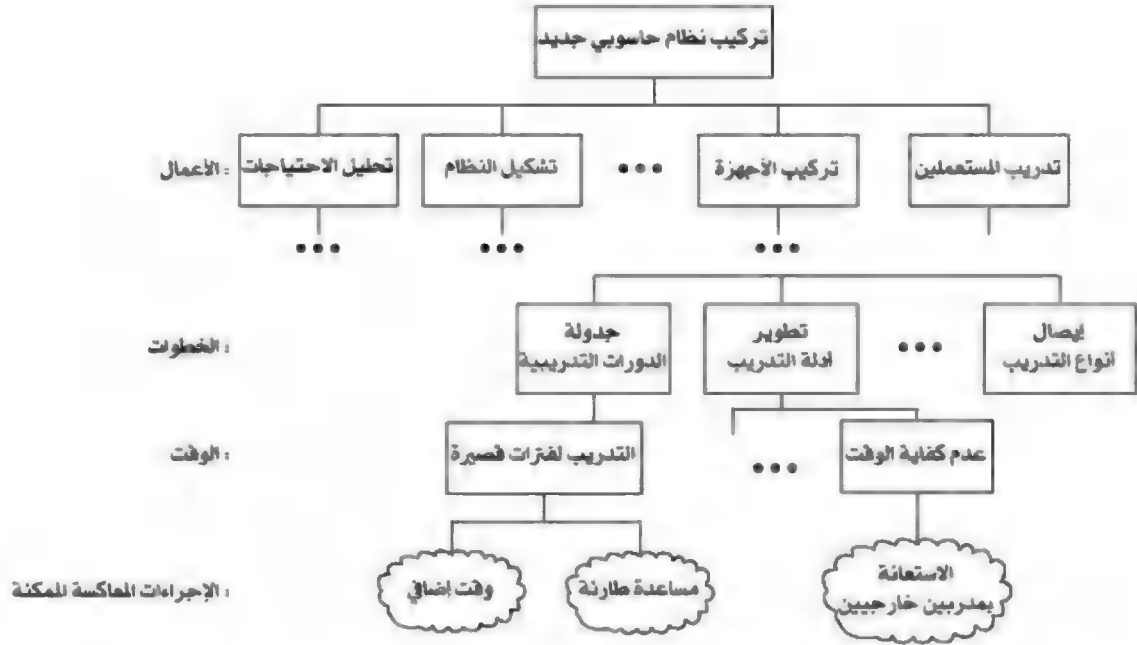 تركيب نظام حاسوبي جديد
الأعمال :
تحليل الاحتياجات
تشكيل النظام
...
تركيب الأجهزة
تدريب المستعملين
...
...
...
الخطوات :
جدولة
الدورات التدريبية
تطوير
أدلة التدريب
...
إيصال
أنواع التدريب
الوقت :
التدريب لفترات قصيرة
...
عدم كفاية الوقت
الإجراءات المعاكسة الممكنة :
وقت إضافي
مساعدة طارئة
الاستعانة
بمدربين خارجيين